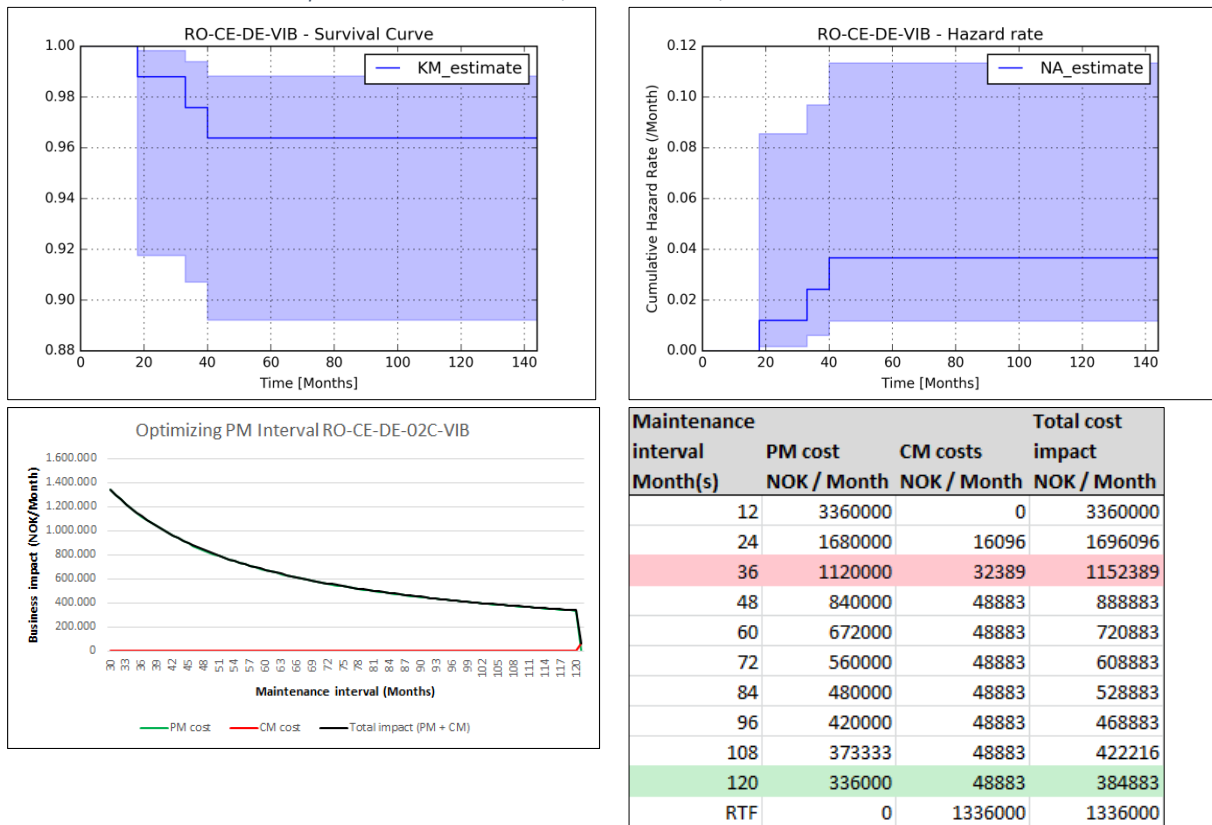 RO-CE-DE-VIB - Survival Curve
KM_estimate
1.00
0.98
0.96
0.94
0.92
0.90
0.88
0 20 40 60 80 100 120 140
Time [Months]
RO-CE-DE-VIB - Hazard rate
NA_estimate
Cumulative Hazard Rate (/Month)
0.12
0.10
0.08
0.06
0.04
0.02
0.00
0 20 40 60 80 100 120 140
Time [Months]
Optimizing PM Interval RO-CE-DE-02C-VIB
Business impact (NOK/Month)
1.600.000
1.400.000
1.200.000
1.000.000
800.000
600.000
400.000
200.000
0
30 33 36 39 42 45 48 51 54 57 60 63 66 69 72 75 78 81 84 87 90 93 96 99 102 105 108 111 114 117 120
Maintenance interval (Months)
PM cost CM cost Total impact (PM + CM)
Maintenance Total cost
interval PM cost CM costs impact
Month(s) NOK / Month NOK / Month NOK / Month
12 3360000 0 3360000
24 1680000 16096 1696096
36 1120000 32389 1152389
48 840000 48883 888883
60 672000 48883 720883
72 560000 48883 608883
84 480000 48883 528883
96 420000 48883 468883
108 373333 48883 422216
120 336000 48883 384883
RTF 0 1336000 1336000